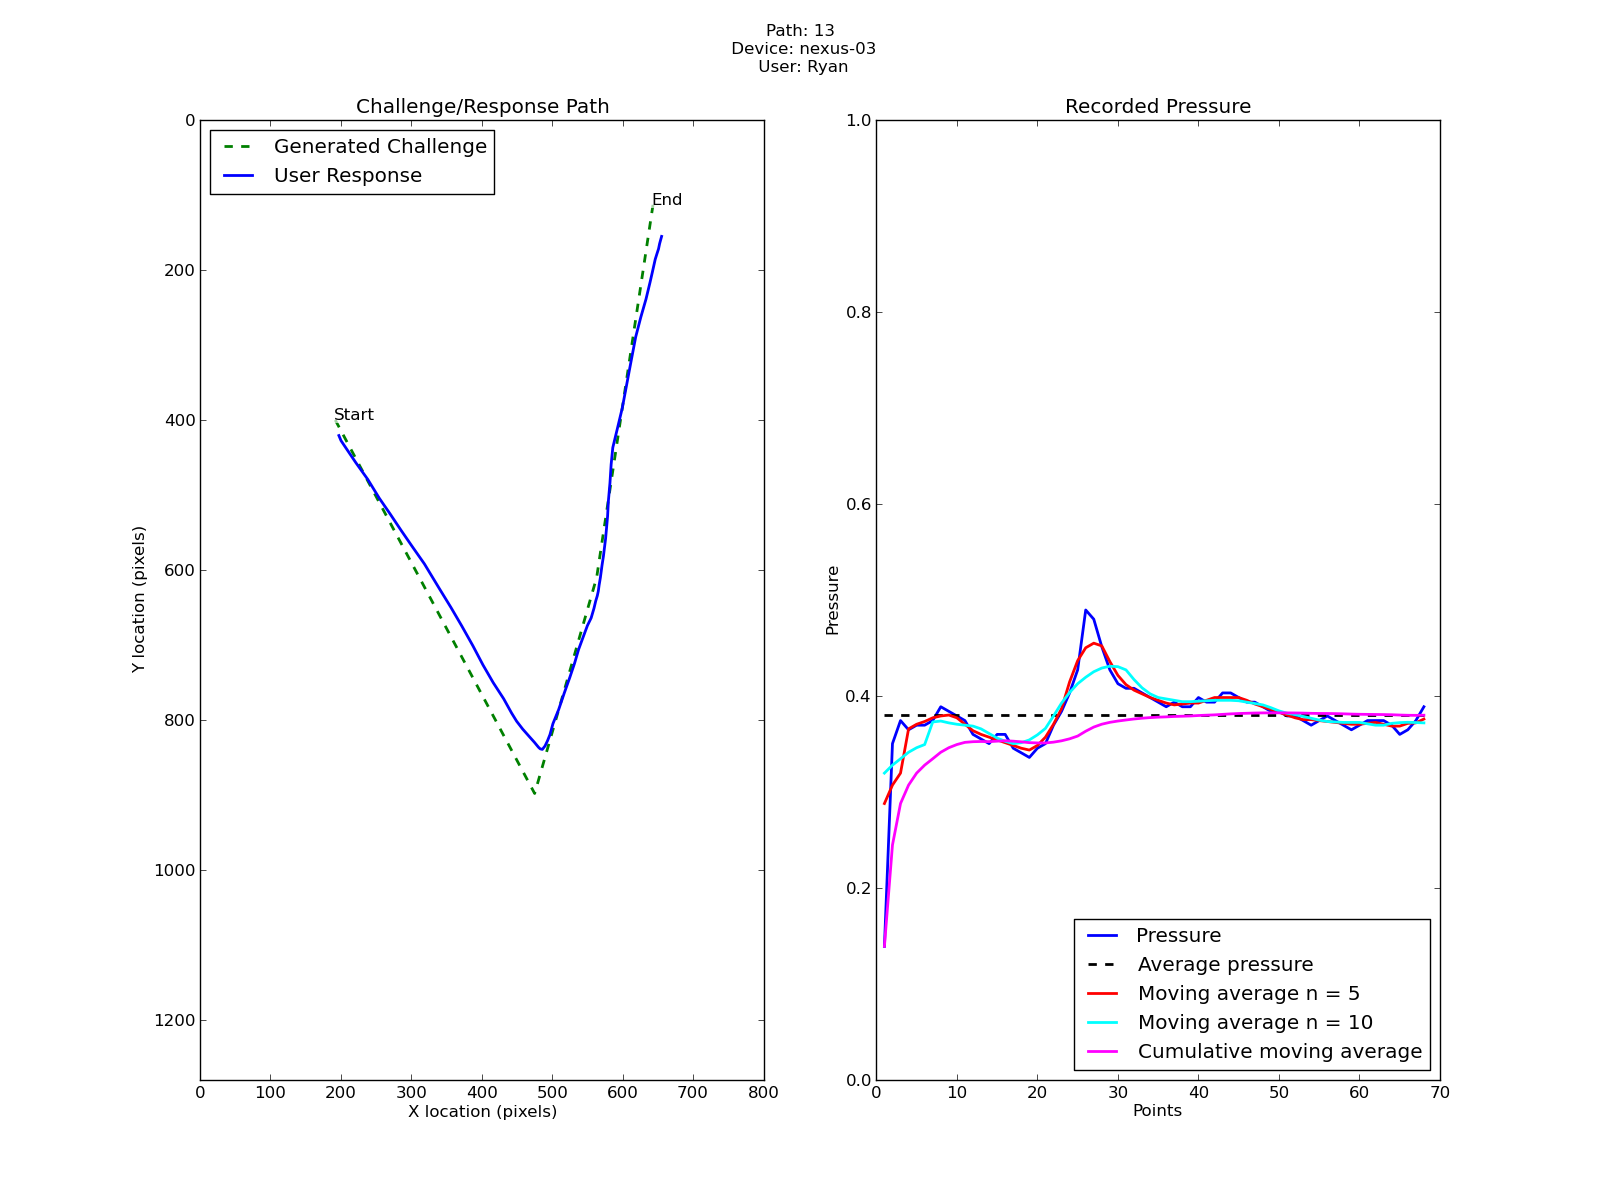 Path: 13
Device: nexus-03
User: Ryan
Challenge/Response Path
Generated Challenge
User Response
Start
End
0
200
400
600
800
1000
1200
Y location (pixels)
0 100 200 300 400 500 600 700 800
X location (pixels)
Recorded Pressure
1.0
0.8
0.6
0.4
0.2
0.0
Pressure
Pressure
Average pressure
Moving average n = 5
Moving average n = 10
Cumulative moving average
0 10 20 30 40 50 60 70
Points